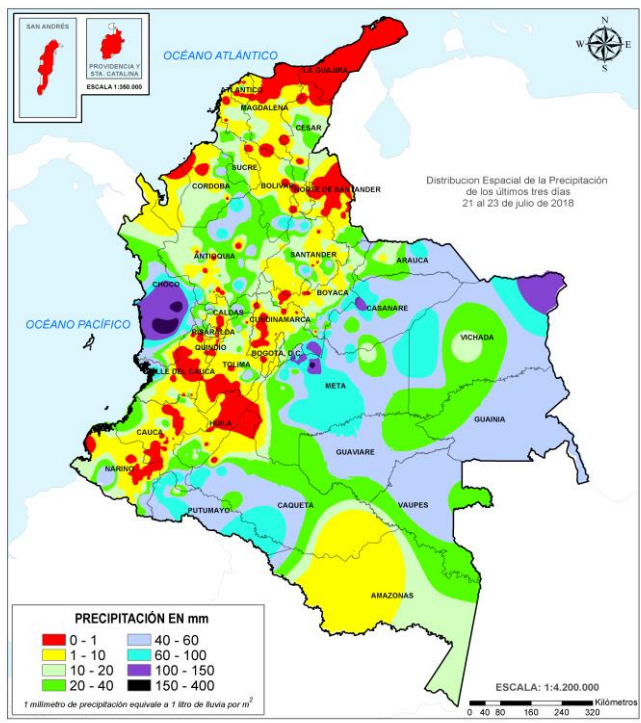 SAN ANDRÉS
PROVIDENCIA Y
STA. CATALINA
ESCALA 1:350.000
OCÉANO ATLÁNTICO
N
W
E
S
LA GUAJIRA
ATLANTICO
MAGDALENA
CESAR
SUCRE
CORDOBA
BOLIVAR
NORTE DE SANTANDER
Distribucion Espacial de la Precipitación
de los últimos tres días
21 al 23 de julio de 2018
ANTIOQUIA
SANTANDER
ARAUCA
CHOCO
BOYACA
CASANARE
OCÉANO PACÍFICO
CALDAS
CUNDINAMARCA
RISARALDA
VICHADA
QUINDIO
BOGOTA, D.C.
TOLIMA
VALLE DEL CAUCA
META
GUAINIA
CAUCA
HUILA
GUAVIARE
NARIÑO
PUTUMAYO
CAQUETA
VAUPES
AMAZONAS
PRECIPITACIÓN EN mm
0 - 1
40 - 60
1 - 10
60 - 100
10 - 20
100 - 150
20 - 40
150 - 400
1 milimetro de precipitación equivale a 1 litro de lluvia por m2
ESCALA: 1:4.200.000
Kilómetros
0 40 80 160 240 320